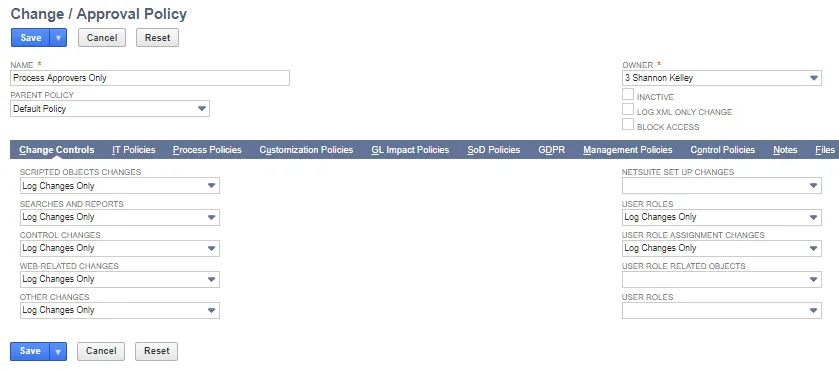 Change / Approval Policy
Save Cancel Reset
NAME * OWNER *
Process Approvers Only 3 Shannon Kelley
PARENT POLICY INACTIVE
Default Policy LOG XML ONLY CHANGE
BLOCK ACCESS
Change Controls IT Policies Process Policies Customization Policies GL Impact Policies SoD Policies GDPR Management Policies Control Policies Notes Files
SCRIPTED OBJECTS CHANGES NETSUITE SET UP CHANGES
Log Changes Only
SEARCHES AND REPORTS USER ROLES
Log Changes Only Log Changes Only
CONTROL CHANGES USER ROLE ASSIGNMENT CHANGES
Log Changes Only Log Changes Only
WEB-RELATED CHANGES USER ROLE RELATED OBJECTS
Log Changes Only
OTHER CHANGES USER ROLES
Log Changes Only
Save Cancel Reset